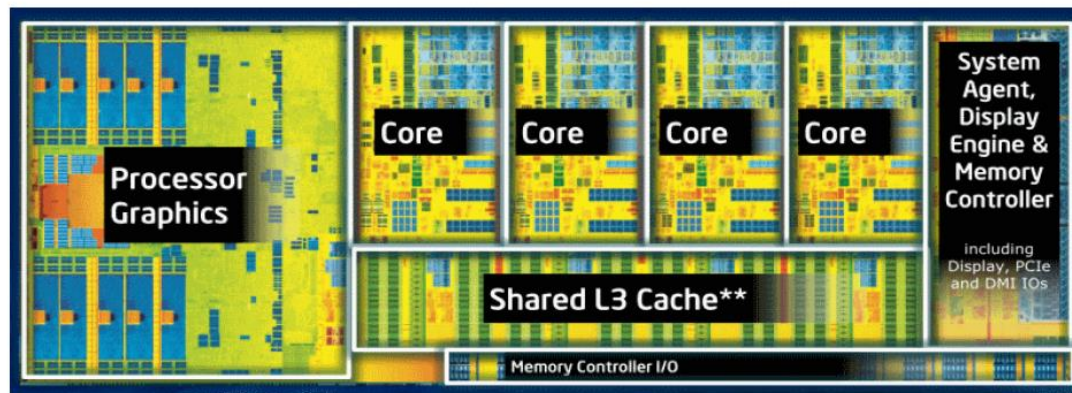 Processor
Graphics
Core
Core
Core
Core
System
Agent,
Display
Engine &
Memory
Controller
including
Display, PCIe
and DMI IOs
Shared L3 Cache**
Memory Controller I/O